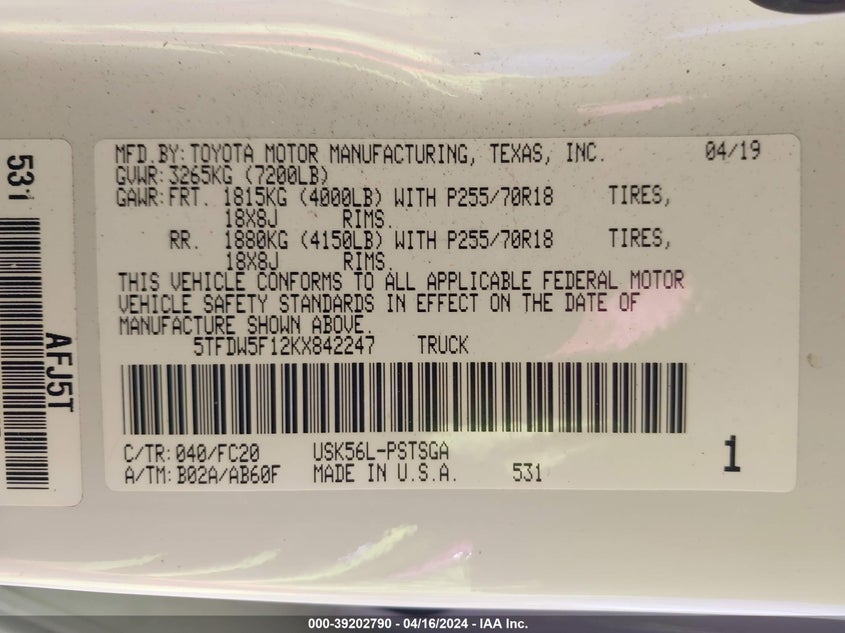 MFD.BY:TOYOTA MOTOR MANUFACTURING, TEXAS, INC. 04/19
GVWR:3265KG (7200LB)
GAWR:FRT. 1815KG (4000LB) WITH P255/70R18 TIRES,
18X8J RIMS.
RR. 1880KG (4150LB) WITH P255/70R18 TIRES,
18X8J RIMS.
THIS VEHICLE CONFORMS TO ALL APPLICABLE FEDERAL MOTOR
VEHICLE SAFETY STANDARDS IN EFFECT ON THE DATE OF
MANUFACTURE SHOWN ABOVE.
5TFDW5F12KX842247 TRUCK
C/TR:040/FC20 USK56L-PSTSGA
A/TM:B02A/AB60F MADE IN U.S.A. 531
1
531
AFJ5T
000-39202790 - 04/16/2024 - IAA Inc.